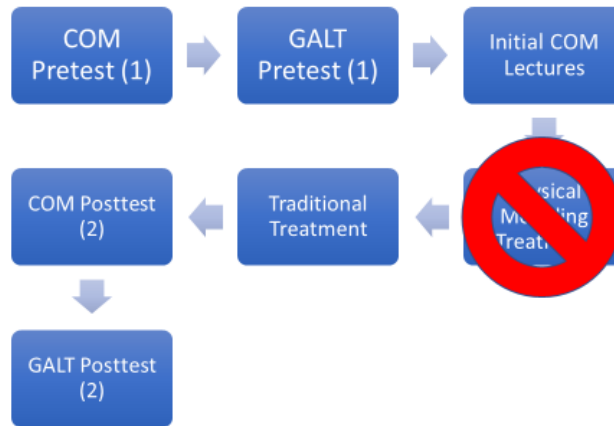 COM
Pretest (1)
GALT
Pretest (1)
Initial COM
Lectures
Traditional
Treatment
COM Posttest
(2)
GALT Posttest
(2)